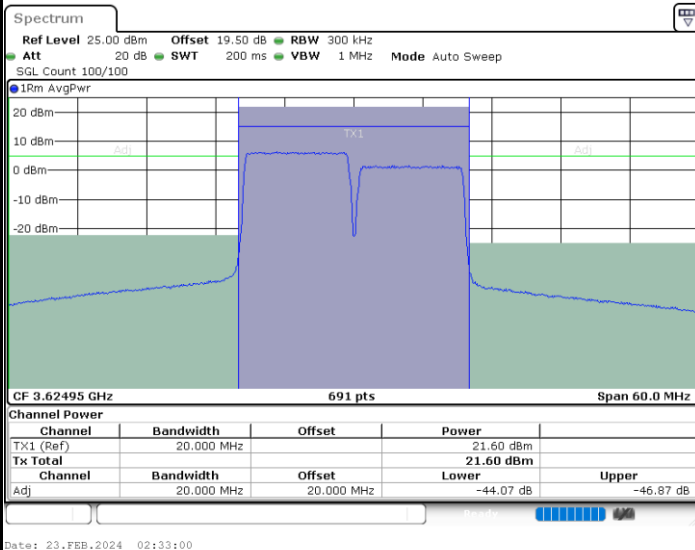 Spectrum
Ref Level 25.00 dBm Offset 19.50 dB RBW 300 kHz
Att 20 dB SWT 200 ms VBW 1 MHz Mode Auto Sweep
SGL Count 100/100
1Rm AvgPwr
20 dBm
TX1
10 dBm
Adj Adj
0 dBm
-10 dBm
-20 dBm
CF 3.62495 GHz 691 pts Span 60.0 MHz
Channel Power
Channel Bandwidth Offset Power
TX1 (Ref) 20.000 MHz 21.60 dBm
Tx Total 21.60 dBm
Channel Bandwidth Offset Lower Upper
Adj 20.000 MHz 20.000 MHz -44.07 dB -46.87 dB
Ready
Date: 23.FEB.2024 02:33:00